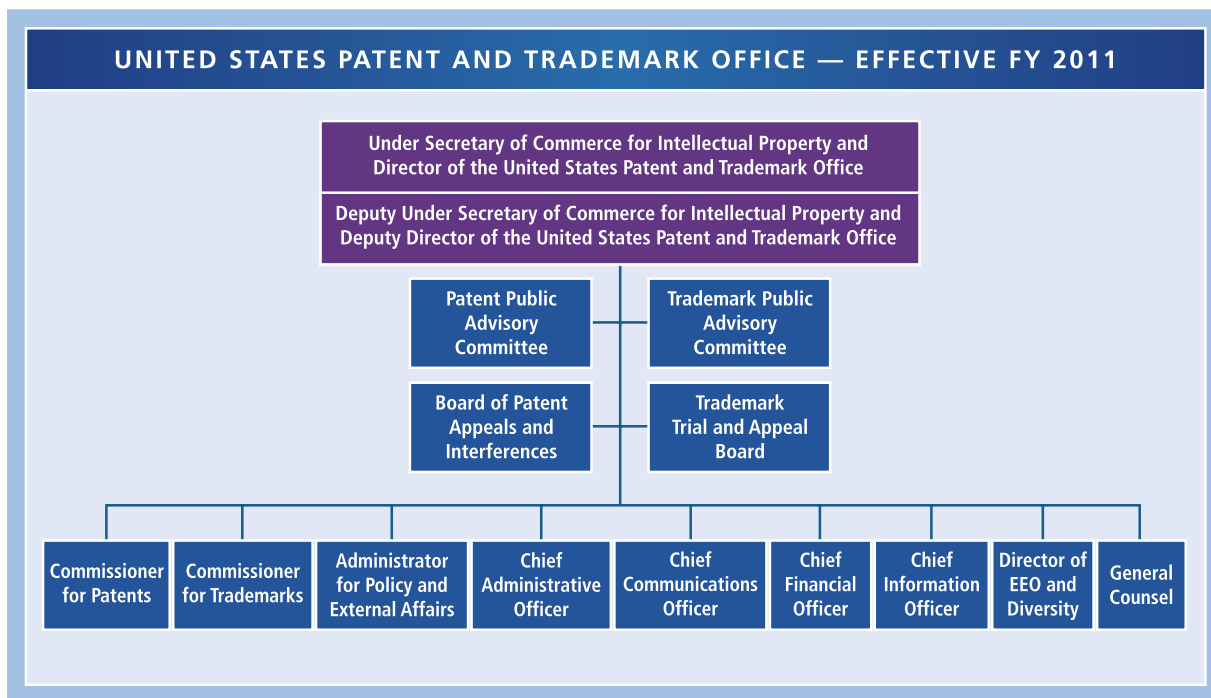 UNITED STATES PATENT AND TRADEMARK OFFICE — EFFECTIVE FY 2011
Under Secretary of Commerce for Intellectual Property and
Director of the United States Patent and Trademark Office
Deputy Under Secretary of Commerce for Intellectual Property and
Deputy Director of the United States Patent and Trademark Office
Patent Public
Advisory
Committee
Trademark Public
Advisory
Committee
Board of Patent
Appeals and
Interferences
Trademark
Trial and Appeal
Board
Commissioner
for Patents
Commissioner
for Trademarks
Administrator
for Policy and
External Affairs
Chief
Administrative
Officer
Chief
Communications
Officer
Chief
Financial
Officer
Chief
Information
Officer
Director of
EEO and
Diversity
General
Counsel